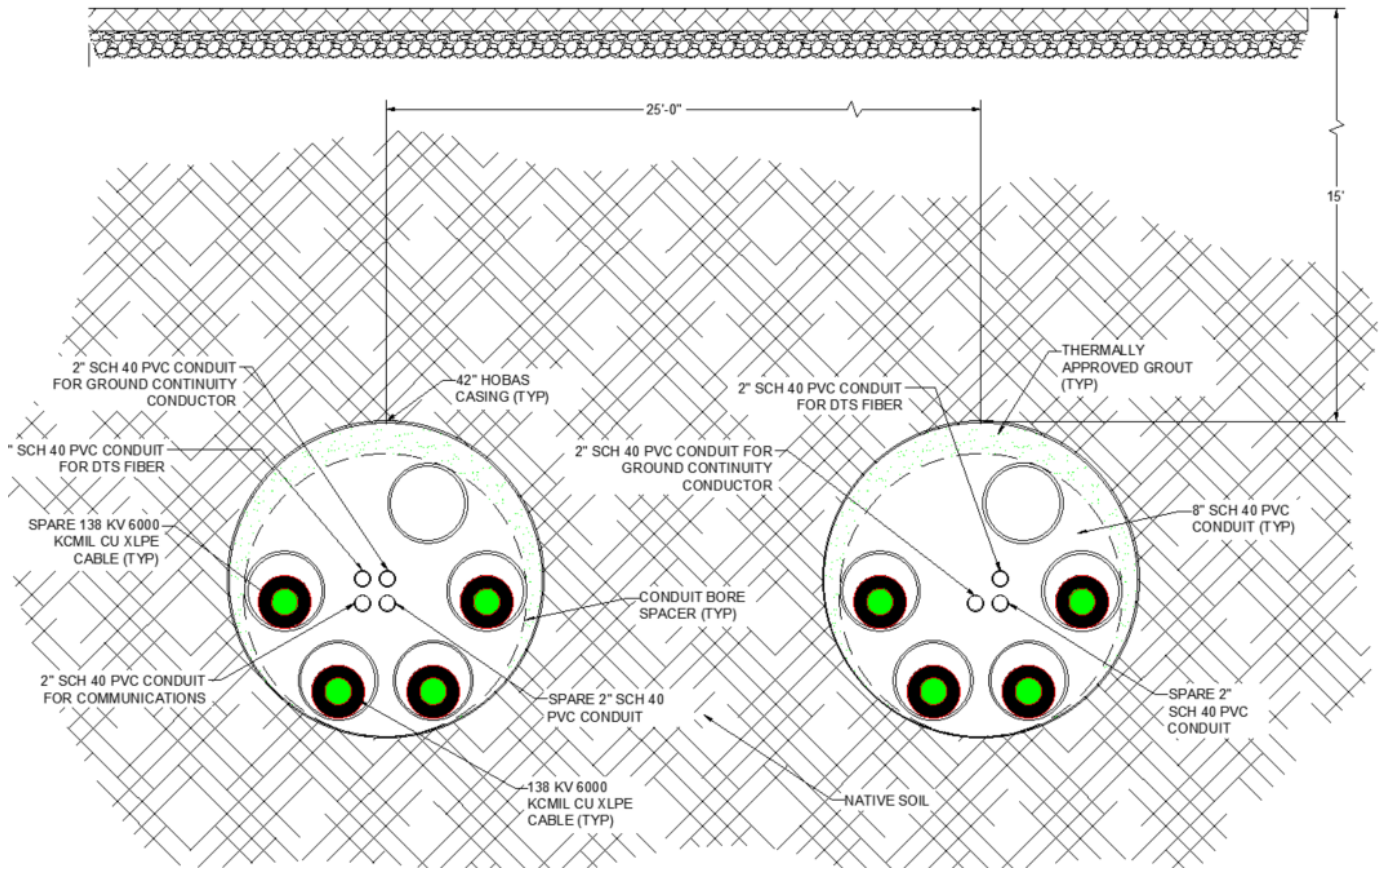 25'-0"
15'
2" SCH 40 PVC CONDUIT
FOR GROUND CONTINUITY
CONDUCTOR
42" HOBAS
CASING (TYP)
2" SCH 40 PVC CONDUIT
FOR DTS FIBER
THERMALLY
APPROVED GROUT
(TYP)
" SCH 40 PVC CONDUIT
FOR DTS FIBER
2" SCH 40 PVC CONDUIT FOR
GROUND CONTINUITY
CONDUCTOR
SPARE 138 KV 6000
KCMIL CU XLPE
CABLE (TYP)
8" SCH 40 PVC
CONDUIT (TYP)
CONDUIT BORE
SPACER (TYP)
2" SCH 40 PVC CONDUIT
FOR COMMUNICATIONS
SPARE 2" SCH 40
PVC CONDUIT
SPARE 2"
SCH 40 PVC
CONDUIT
138 KV 6000
KCMIL CU XLPE
CABLE (TYP)
NATIVE SOIL